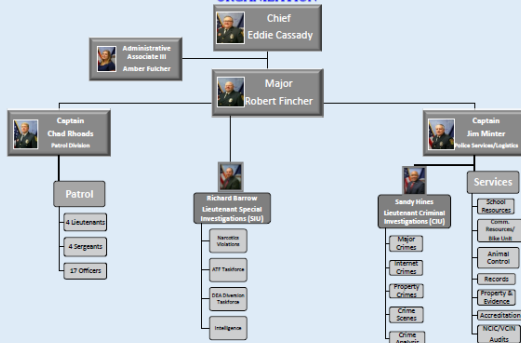 ORGANIZATION
Chief
Eddie Cassady
Administrative
Associate III
Amber Fulcher
Major
Robert Fincher
Captain
Chad Rhoads
Patrol Division
Captain
Jim Minter
Police Services/Logistics
Patrol
4 Lieutenants
4 Sergeants
17 Officers
Richard Barrow
Lieutenant Special
Investigations (SIU)
Narcotics
Violations
ATF Taskforce
DEA Diversion
Taskforce
Intelligence
Sandy Hines
Lieutenant Criminal
Investigations (CIU)
Major
Crimes
Internet
Crimes
Property
Crimes
Crime
Scenes
Crime
Analysis
Services
School
Resources
Comm.
Resources/
Bike Unit
Animal
Control
Records
Property &
Evidence
Accreditation
NCIC/VCIN
Audits